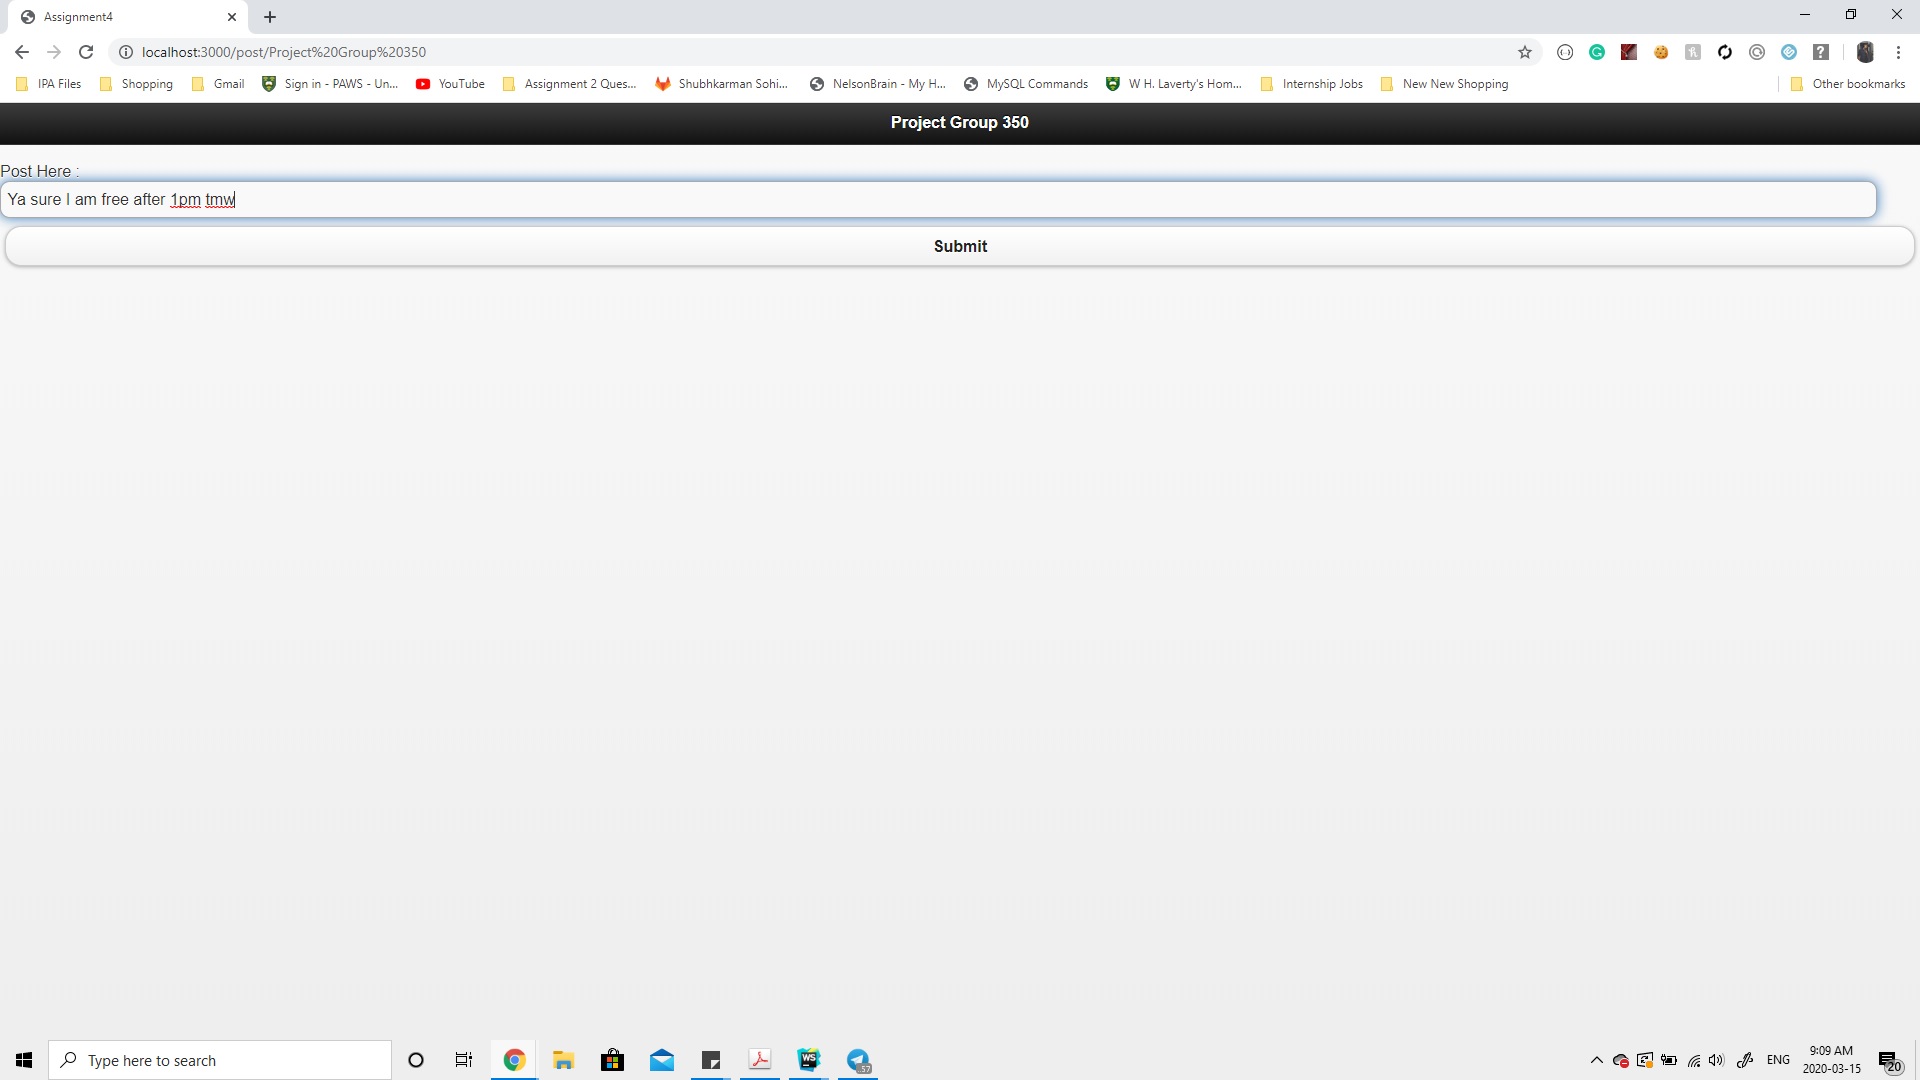 Assignment4
localhost:3000/post/Project%20Group%20350
IPA Files Shopping Gmail Sign in - PAWS - Un... YouTube Assignment 2 Ques... Shubhkarman Sohi... NelsonBrain - My H... MySQL Commands W H. Laverty's Hom... Internship Jobs New New Shopping Other bookmarks
Project Group 350
Post Here :
Ya sure I am free after 1pm tmw
Submit
Type here to search
WS
.57
ENG
9:09 AM
2020-03-15
20